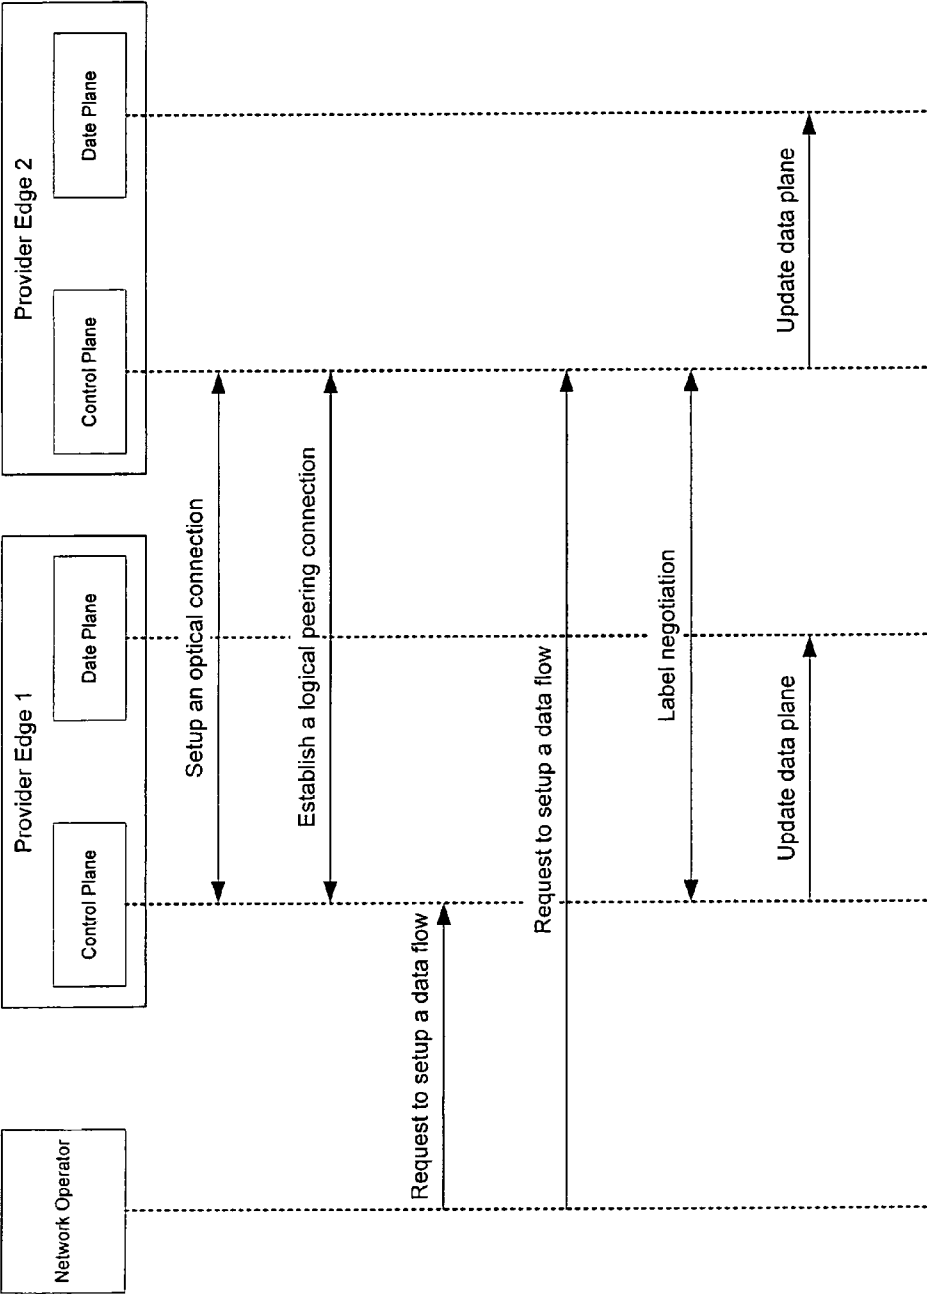 Network Operator
Provider Edge 1
Control Plane
Date Plane
Provider Edge 2
Control Plane
Date Plane
Setup an optical connection
Establish a logical peering connection
Request to setup a data flow
Request to setup a data flow
Label negotiation
Update data plane
Update data plane